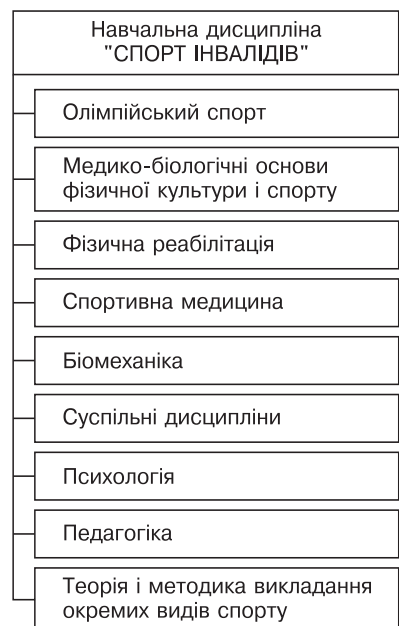 Навчальна дисципліна
"СПОРТ ІНВАЛІДІВ"
Олімпійський спорт
Медико-біологічні основи
фізичної культури і спорту
Фізична реабілітація
Спортивна медицина
Біомеханіка
Суспільні дисципліни
Психологія
Педагогіка
Теорія і методика викладання
окремих видів спорту